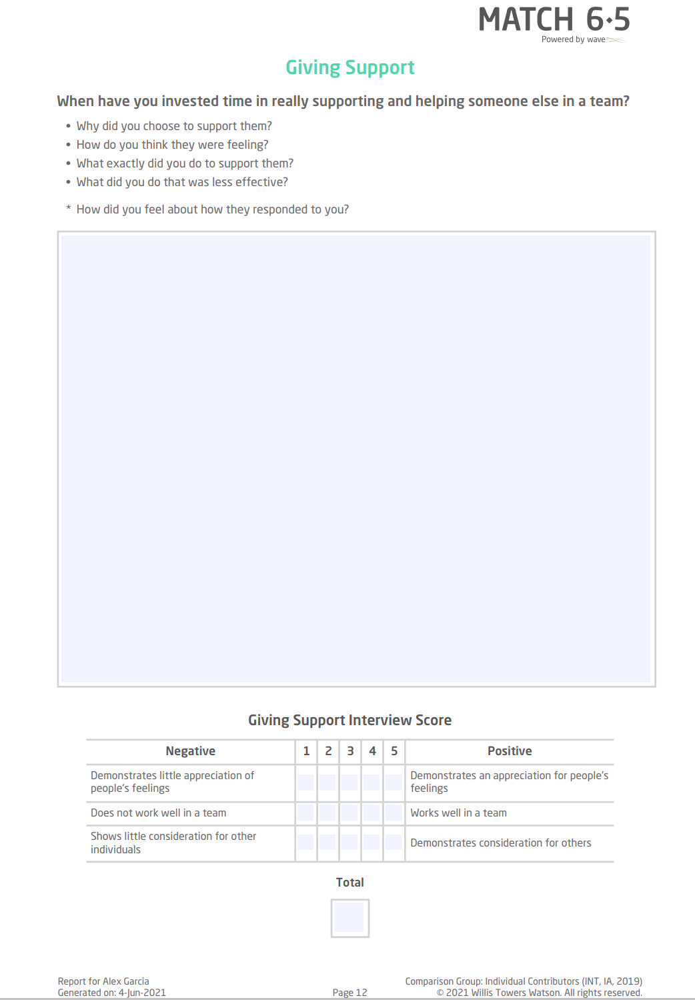 MATCH 6·5
Powered by wave
Giving Support
When have you invested time in really supporting and helping someone else in a team?
• Why did you choose to support them?
• How do you think they were feeling?
• What exactly did you do to support them?
• What did you do that was less effective?
* How did you feel about how they responded to you?
Giving Support Interview Score
Negative 1 2 3 4 5 Positive
Demonstrates little appreciation of
people's feelings
Demonstrates an appreciation for people's
feelings
Does not work well in a team
Works well in a team
Shows little consideration for other
individuals
Demonstrates consideration for others
Total
Report for Alex Garcia
Generated on: 4-Jun-2021
Page 12
Comparison Group: Individual Contributors (INT, IA, 2019)
© 2021 Willis Towers Watson. All rights reserved.